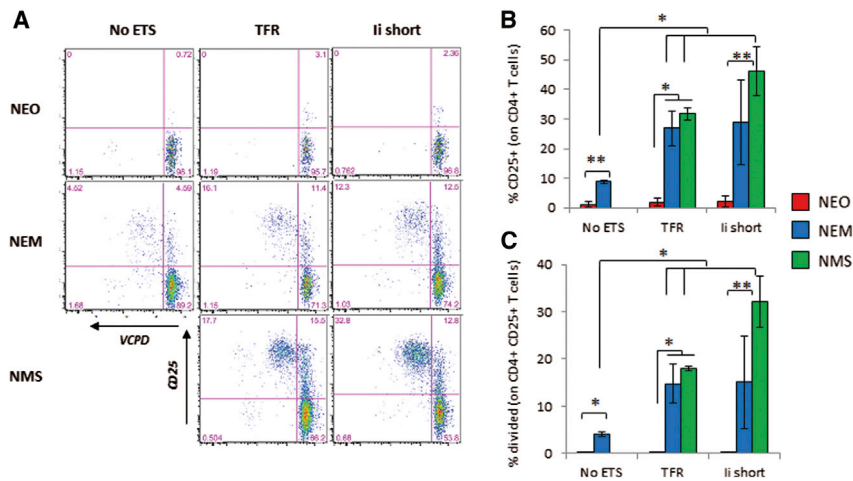 A
No ETS TFR Ii short
NEO
0 0.72
1.15 98.1
0 3.1
1.19 95.7
0 2.36
0.762 96.8
NEM
4.52 4.59
1.68 89.2
16.1 11.4
1.15 71.3
12.3 12.5
1.03 74.2
VCPD
CD25
NMS
17.7 15.5
0.504 66.2
32.8 12.8
0.68 53.8
B
% CD25+ (on CD4+ T cells)
60
50
40
30
20
10
0
*
** * **
No ETS TFR Ii short
NEO
NEM
NMS
C
% divided (on CD4+ CD25+ T cells)
40
30
20
10
0
*
* * **
No ETS TFR Ii short